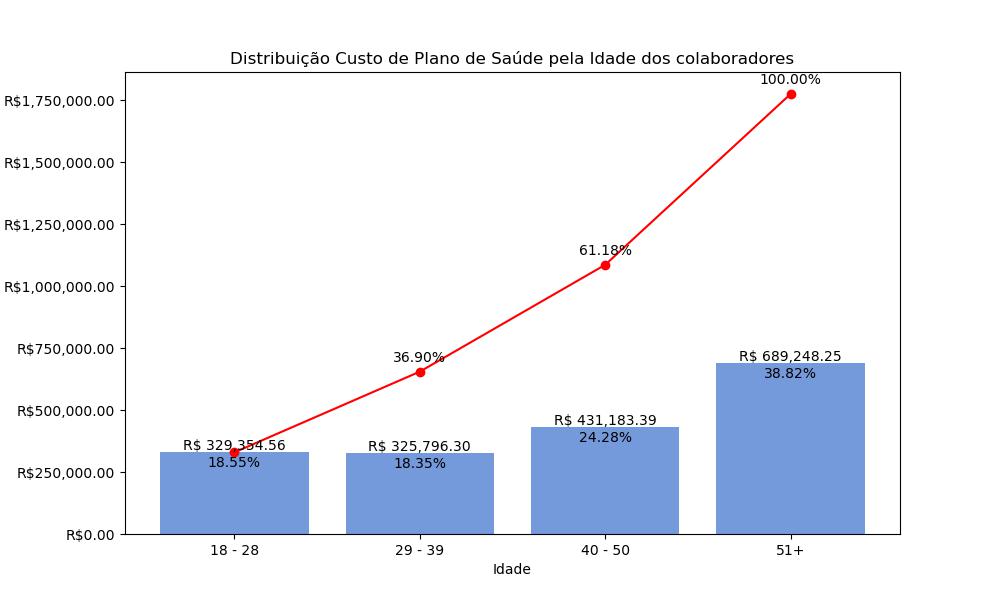 Distribuição Custo de Plano de Saúde pela Idade dos colaboradores
100.00%
R$1,750,000.00
R$1,500,000.00
R$1,250,000.00
61.18%
R$1,000,000.00
R$750,000.00
36.90%
R$ 689,248.25
38.82%
R$500,000.00
R$ 431,183.39
24.28%
R$ 329,354.56
R$ 325,796.30
18.55%
18.35%
R$250,000.00
R$0.00
18 - 28
29 - 39
40 - 50
51+
Idade